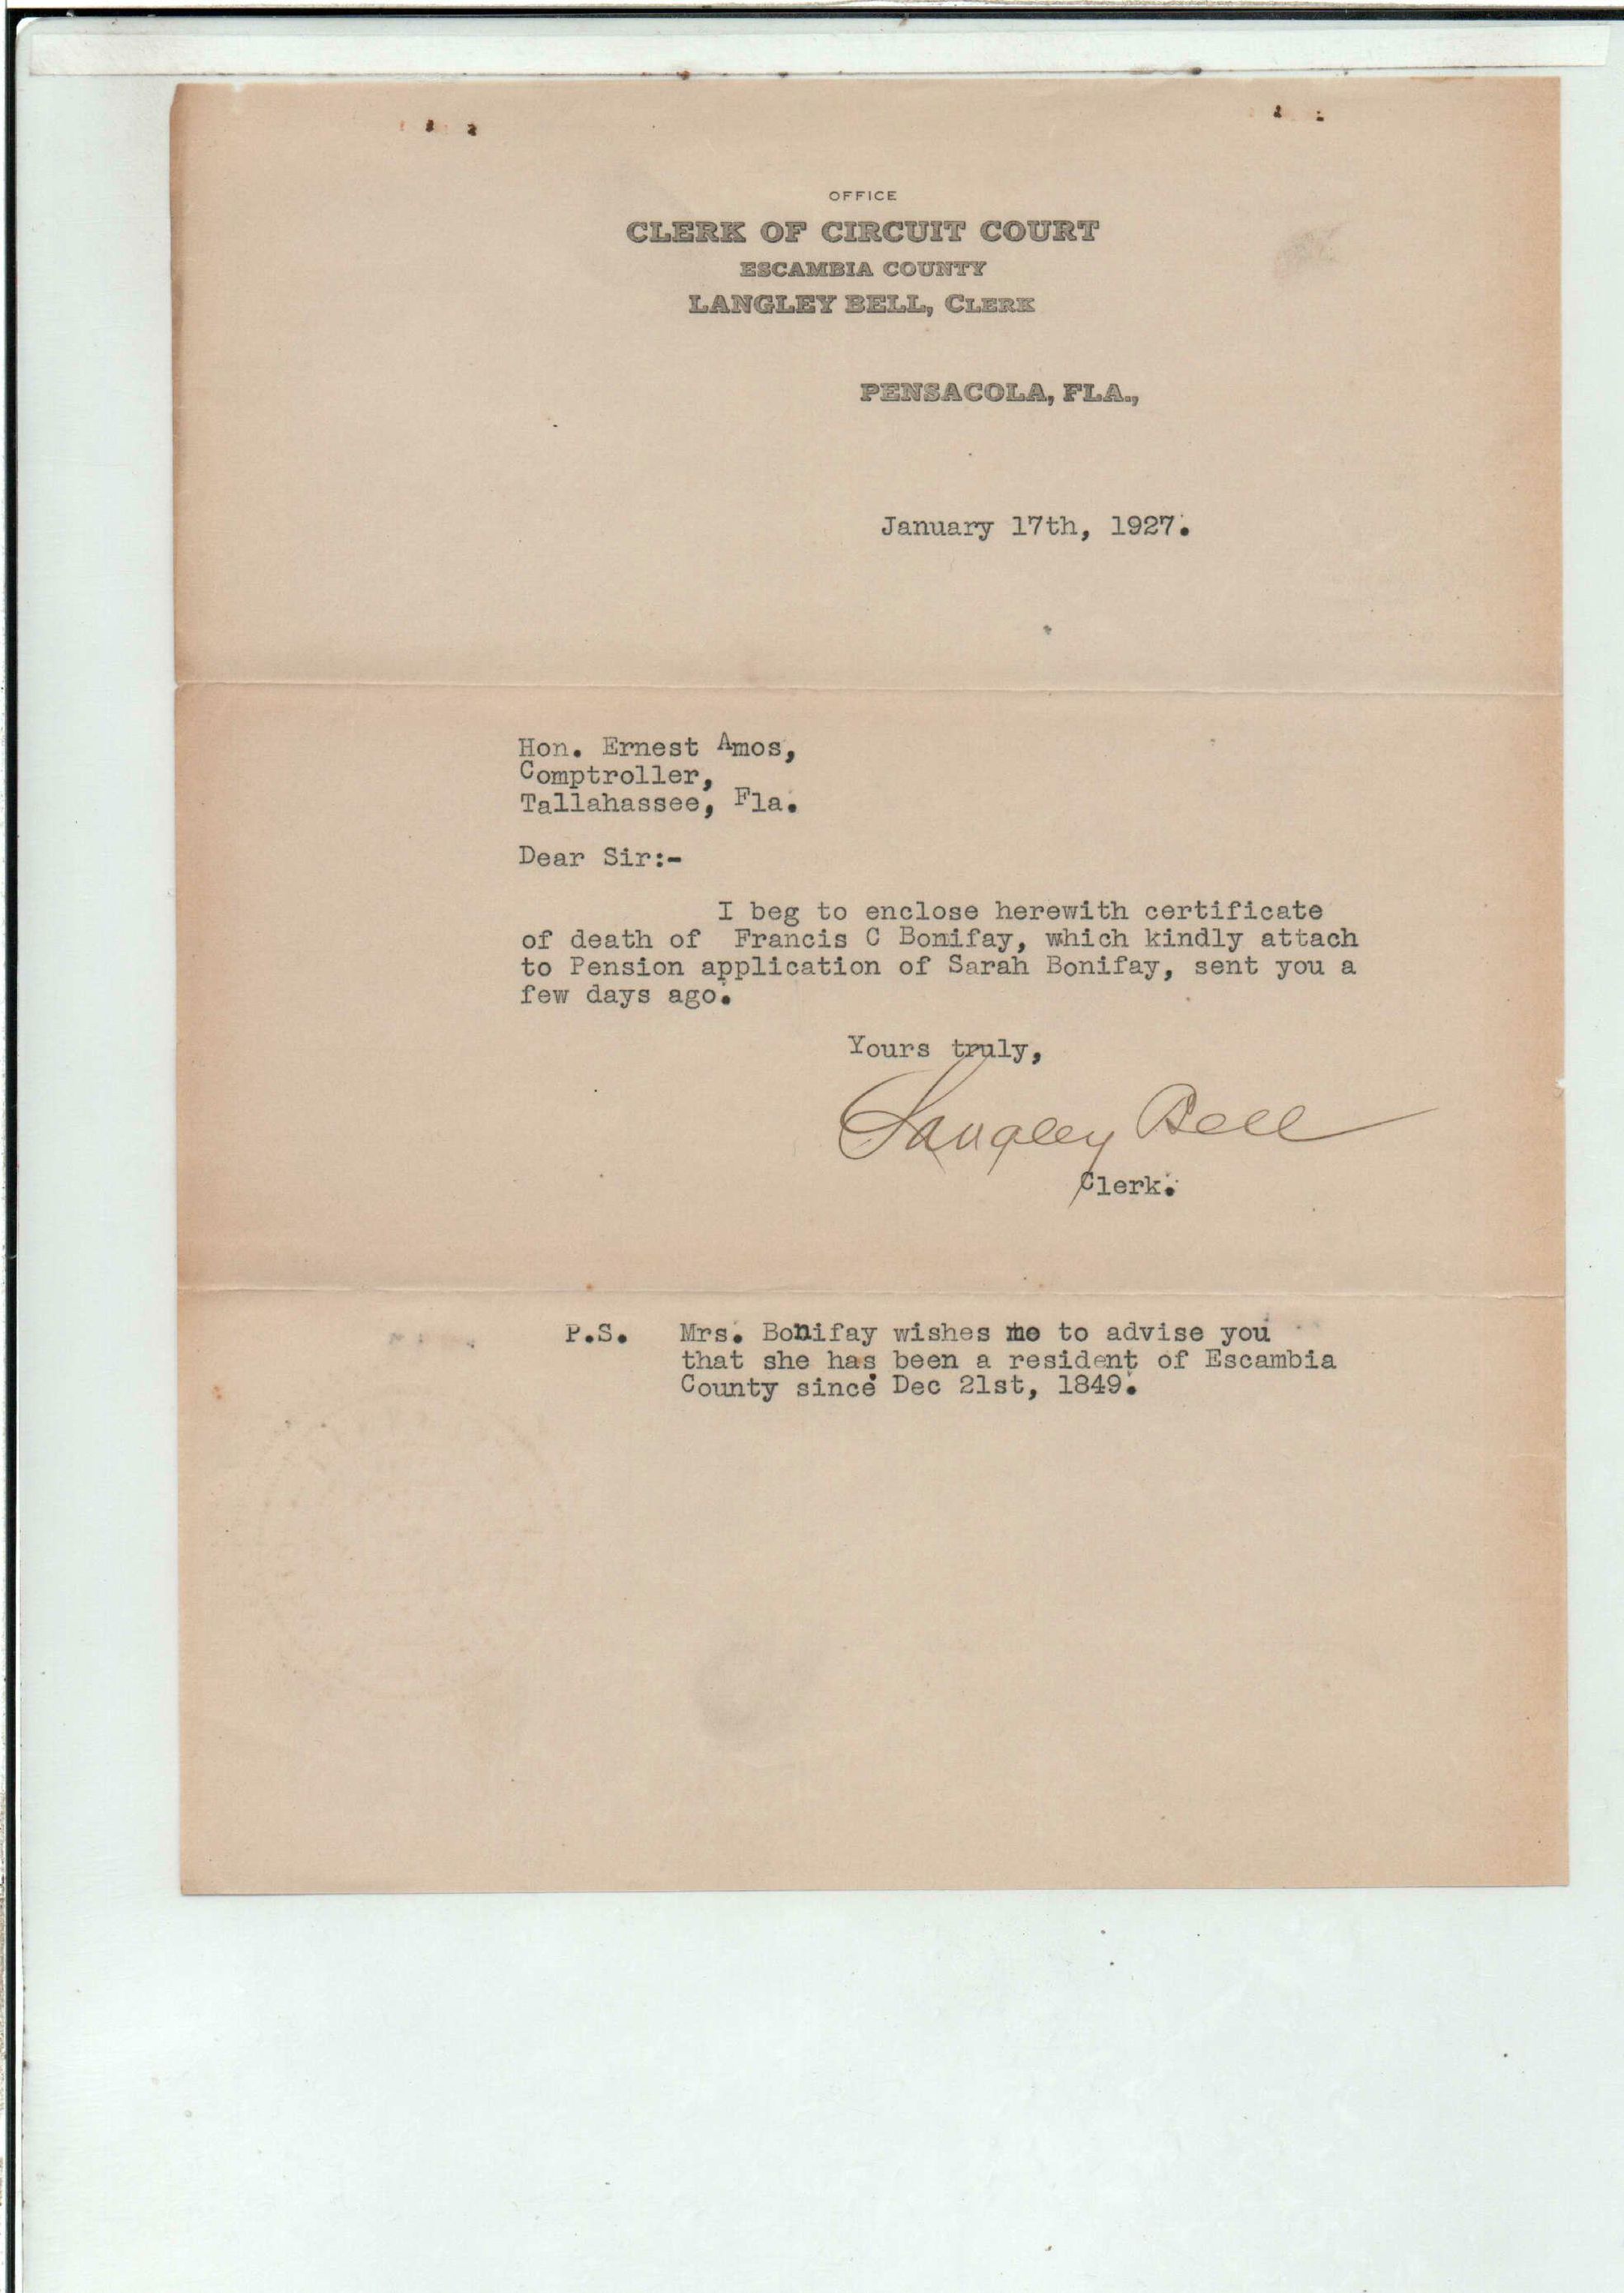 OFFICE
CLERK OF CIRCUIT COURT
ESCAMBIA COUNTY
LANGLEY BELL, CLERK
PENSACOLA, FLA.,
January 17th, 1927.
Hon. Ernest Amos,
Comptroller,
Tallahassee, Fla.
Dear Sir:-
I beg to enclose herewith certificate
of death of Francis C Bonifay, which kindly attach
to Pension application of Sarah Bonifay, sent you a
few days ago.
Yours truly,
Langley Bell
Clerk.
P.S. Mrs. Bonifay wishes me to advise you
that she has been a resident of Escambia
County since Dec 21st, 1849.